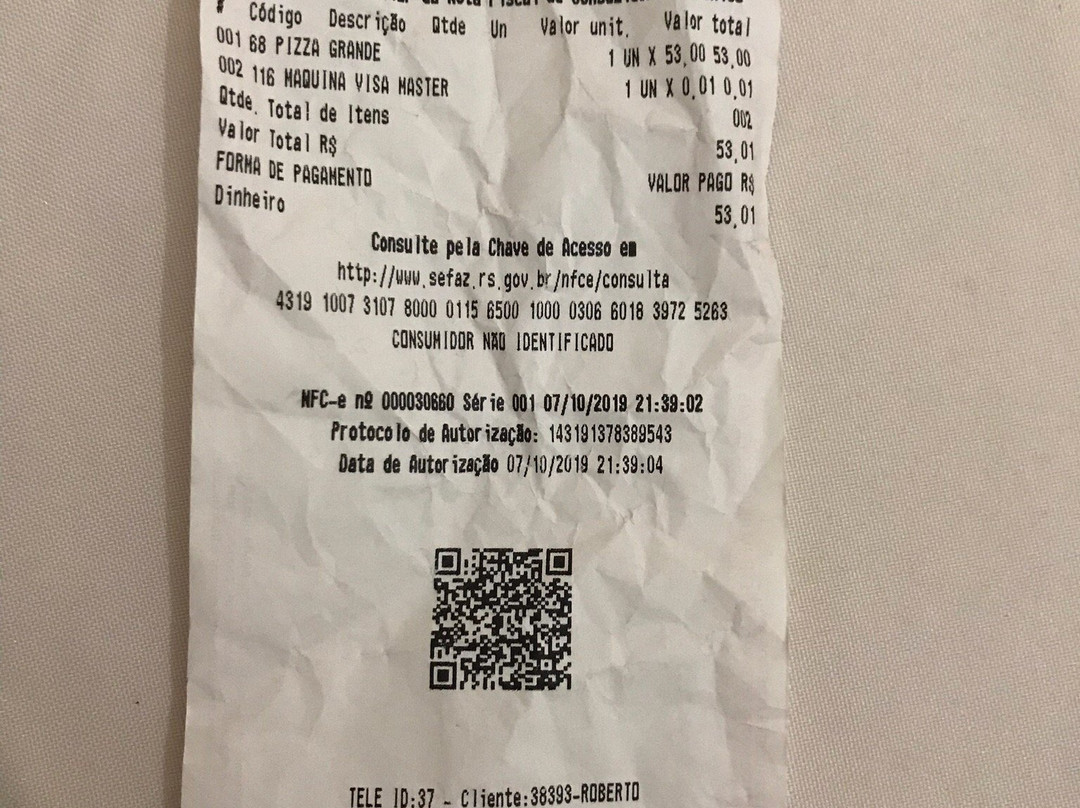 # Código Descrição Qtde Un Valor unit. Valor total
001 68 PIZZA GRANDE 1 UN X 53,00 53,00
002 116 MAQUINA VISA MASTER 1 UN X 0,01 0,01
Qtde. Total de Itens 002
Valor Total R$ 53,01
FORMA DE PAGAMENTO VALOR PAGO R$
Dinheiro 53,01
Consulte pela Chave de Acesso em
http://www.sefaz.rs.gov.br/nfce/consulta
4319 1007 3107 8000 0115 6500 1000 0306 6018 3972 5263
CONSUMIDOR NÃO IDENTIFICADO
NFC-e nº 000030660 Série 001 07/10/2019 21:39:02
Protocolo de Autorização: 143191378389543
Data de Autorização 07/10/2019 21:39:04
TELE ID:37 - Cliente:38393-ROBERTO